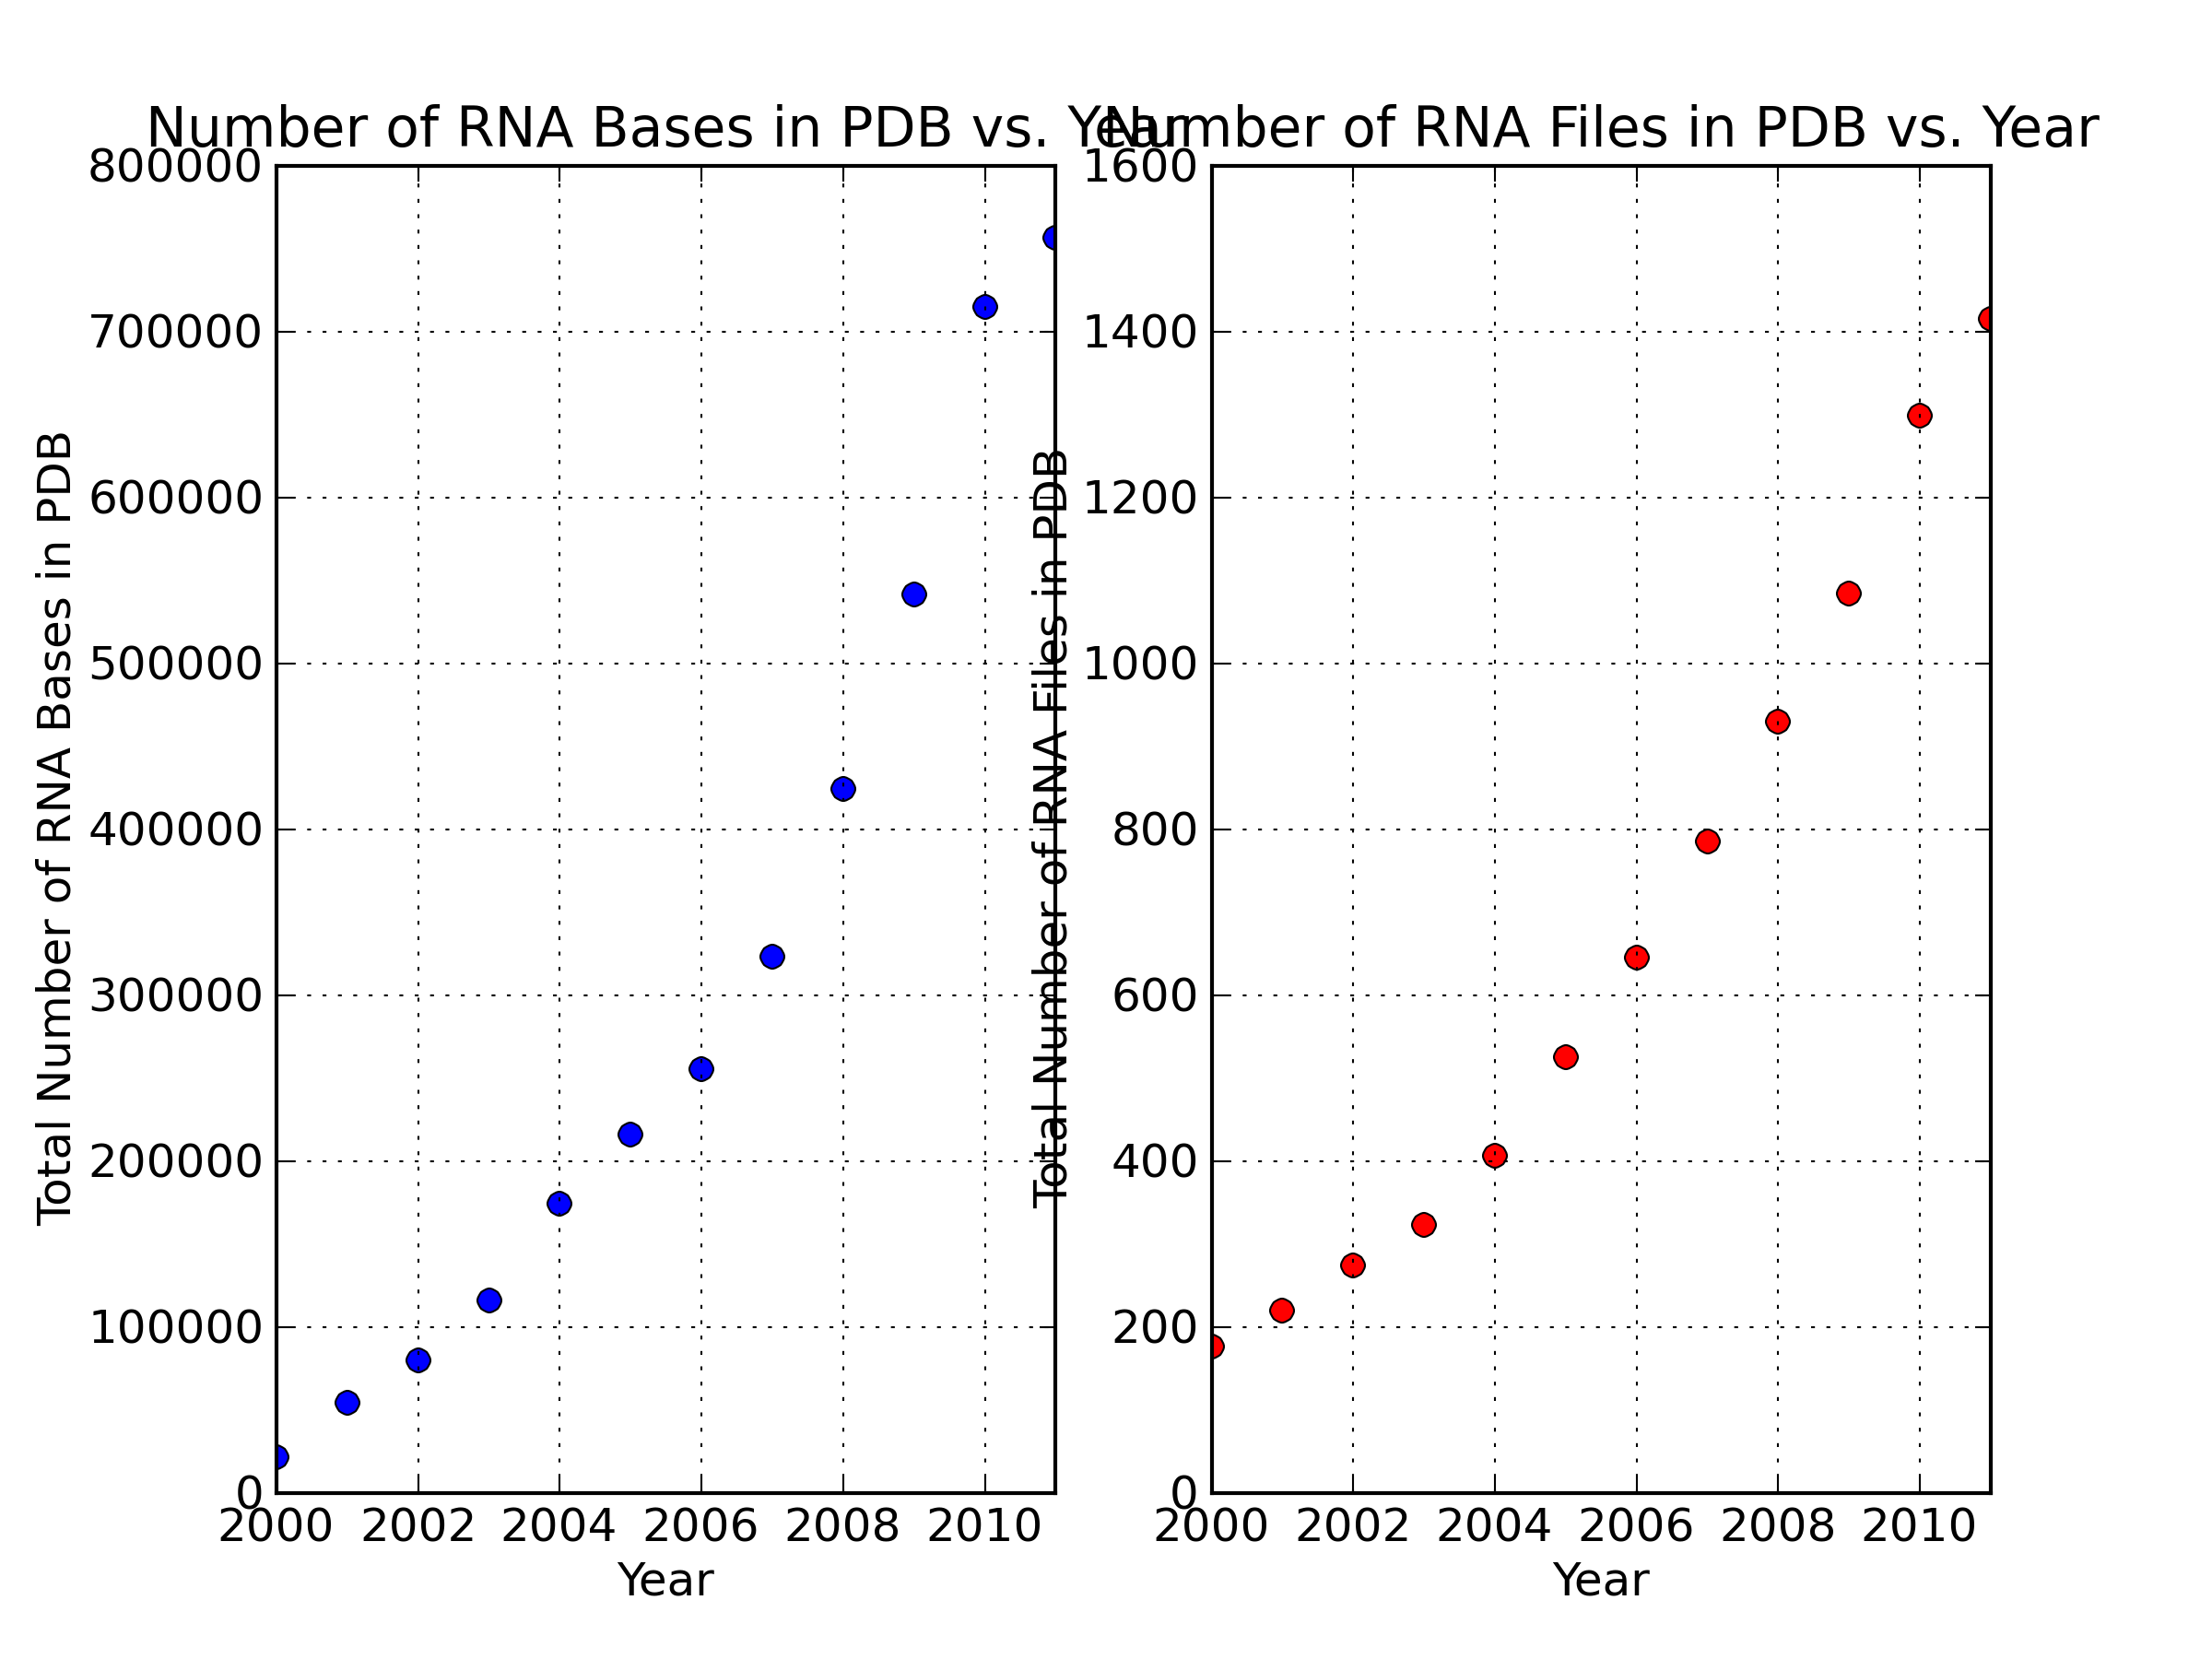 Number of RNA Bases in PDB vs. Year
800000
700000
600000
500000
400000
300000
200000
100000
0
2000 2002 2004 2006 2008 2010
Year
Total Number of RNA Bases in PDB
Number of RNA Files in PDB vs. Year
1600
1400
1200
1000
800
600
400
200
0
2000 2002 2004 2006 2008 2010
Year
Total Number of RNA Files in PDB